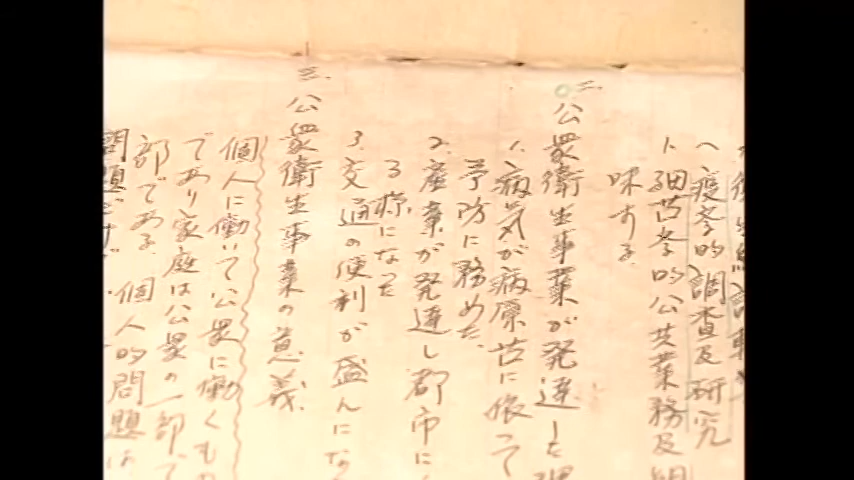 疫学的調査及研究
1. 細菌学的公共業務及
味する
二. 公衆衛生事業が発達した
1. 病気が病原菌に依って
予防に務めた
2. 産業が発達し郡市に
る様になった
3. 交通の便利が盛んにな
三. 公衆衛生事業の意義
個人に働いて公衆に働くもの
であり家庭は公衆の一部で
部である. 個人的問題は
問題